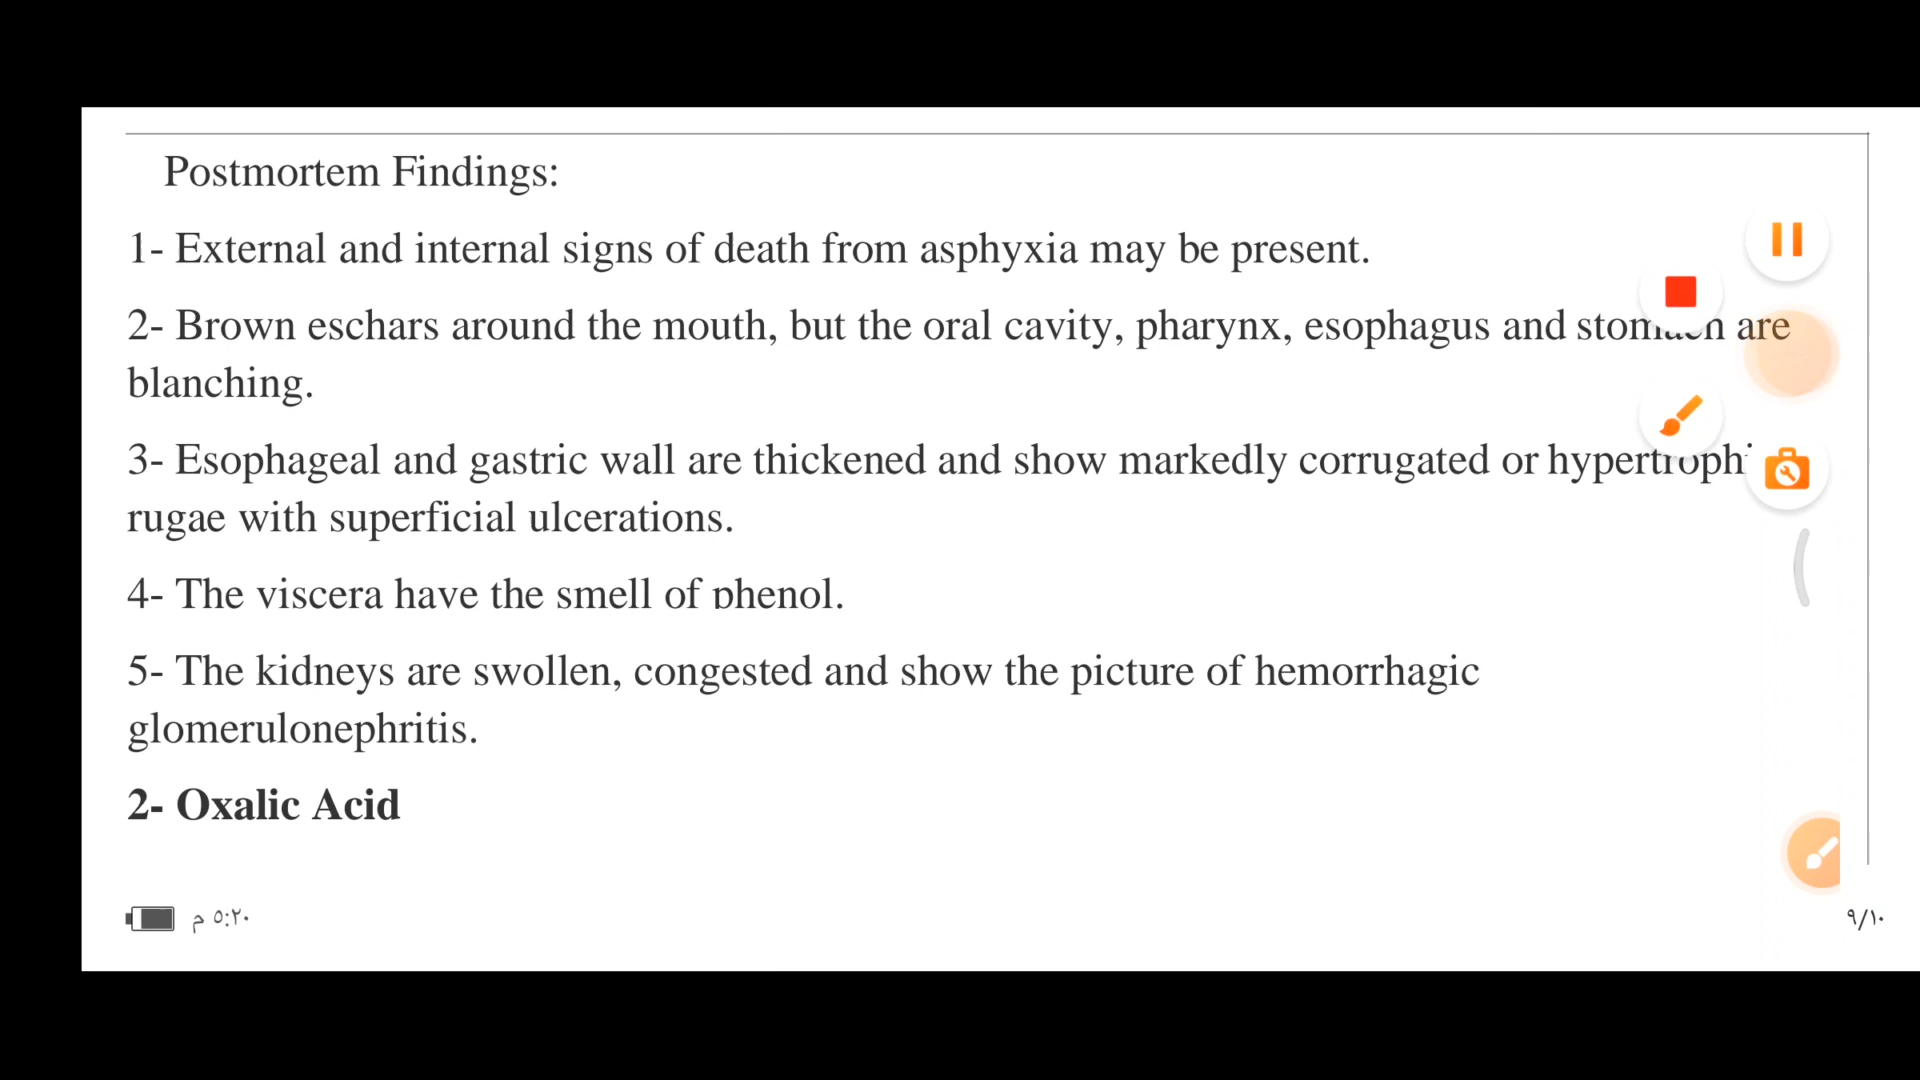 Postmortem Findings:
1- External and internal signs of death from asphyxia may be present.
2- Brown eschars around the mouth, but the oral cavity, pharynx, esophagus and are
blanching.
3- Esophageal and gastric wall are thickened and show markedly corrugated or
rugae with superficial ulcerations.
4- The viscera have the smell of phenol.
5- The kidneys are swollen, congested and show the picture of hemorrhagic
glomerulonephritis.
2- Oxalic Acid
٥:٢٠ م
٩/١٠